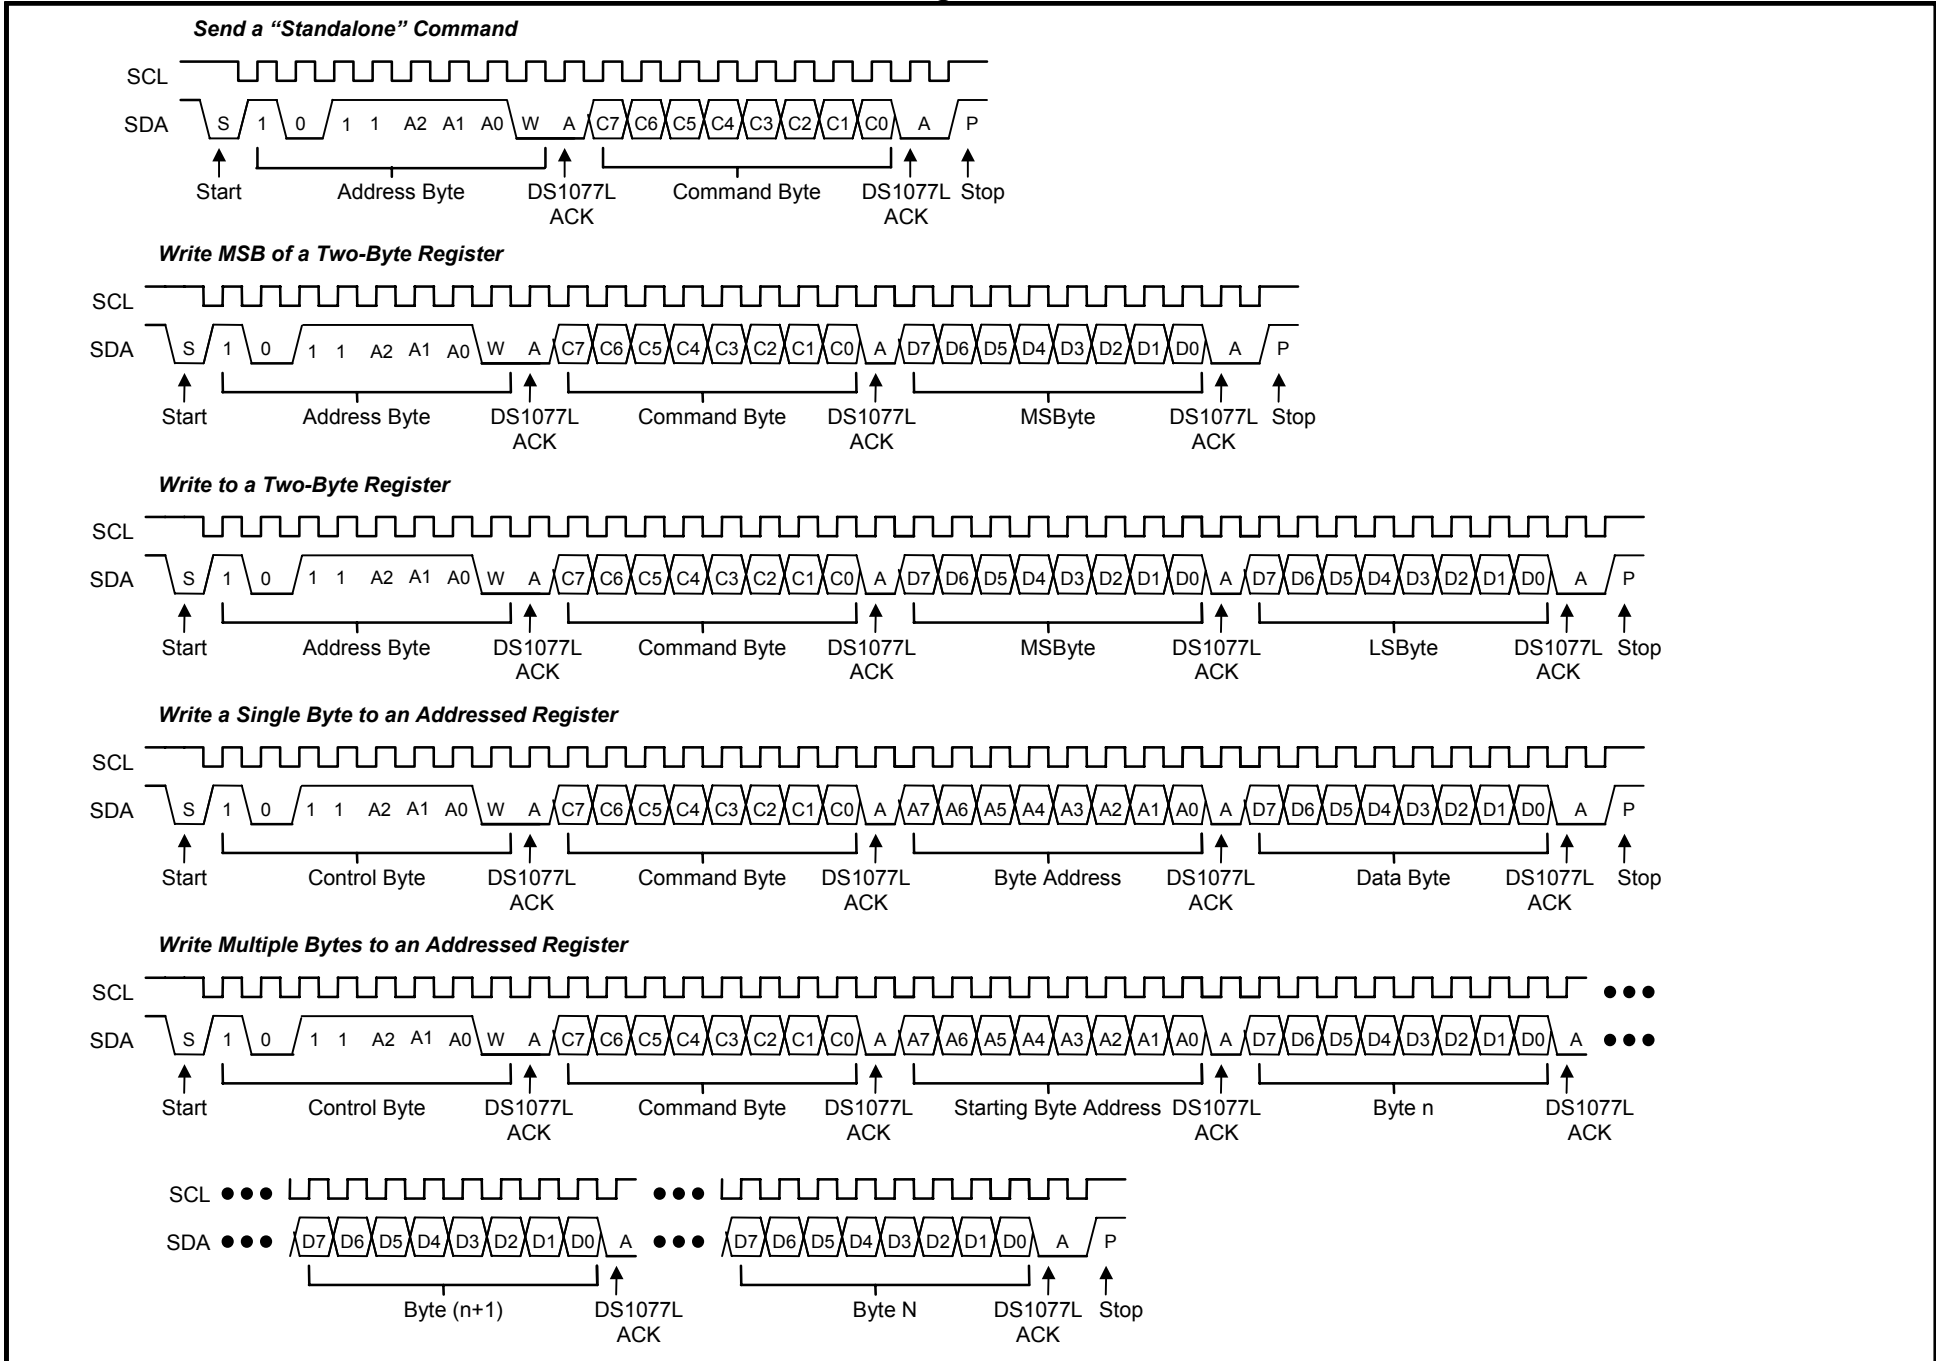 Send a “Standalone” Command
SCL
SDA S 1 0 1 1 A2 A1 A0 W A C7 C6 C5 C4 C3 C2 C1 C0 A P
Start Address Byte DS1077L Command Byte DS1077L Stop
ACK ACK
Write MSB of a Two-Byte Register
SCL
SDA S 1 0 1 1 A2 A1 A0 W A C7 C6 C5 C4 C3 C2 C1 C0 A D7 D6 D5 D4 D3 D2 D1 D0 A P
Start Address Byte DS1077L Command Byte DS1077L MSByte DS1077L Stop
ACK ACK ACK
Write to a Two-Byte Register
SCL
SDA S 1 0 1 1 A2 A1 A0 W A C7 C6 C5 C4 C3 C2 C1 C0 A D7 D6 D5 D4 D3 D2 D1 D0 A D7 D6 D5 D4 D3 D2 D1 D0 A P
Start Address Byte DS1077L Command Byte DS1077L MSByte DS1077L LSByte DS1077L Stop
ACK ACK ACK ACK
Write a Single Byte to an Addressed Register
SCL
SDA S 1 0 1 1 A2 A1 A0 W A C7 C6 C5 C4 C3 C2 C1 C0 A A7 A6 A5 A4 A3 A2 A1 A0 A D7 D6 D5 D4 D3 D2 D1 D0 A P
Start Control Byte DS1077L Command Byte DS1077L Byte Address DS1077L Data Byte DS1077L Stop
ACK ACK ACK ACK
Write Multiple Bytes to an Addressed Register
SCL
SDA S 1 0 1 1 A2 A1 A0 W A C7 C6 C5 C4 C3 C2 C1 C0 A A7 A6 A5 A4 A3 A2 A1 A0 A D7 D6 D5 D4 D3 D2 D1 D0 A
Start Control Byte DS1077L Command Byte DS1077L Starting Byte Address DS1077L Byte n DS1077L
ACK ACK ACK ACK
SCL
SDA D7 D6 D5 D4 D3 D2 D1 D0 A D7 D6 D5 D4 D3 D2 D1 D0 A P
Byte (n+1) DS1077L Byte N DS1077L Stop
ACK ACK